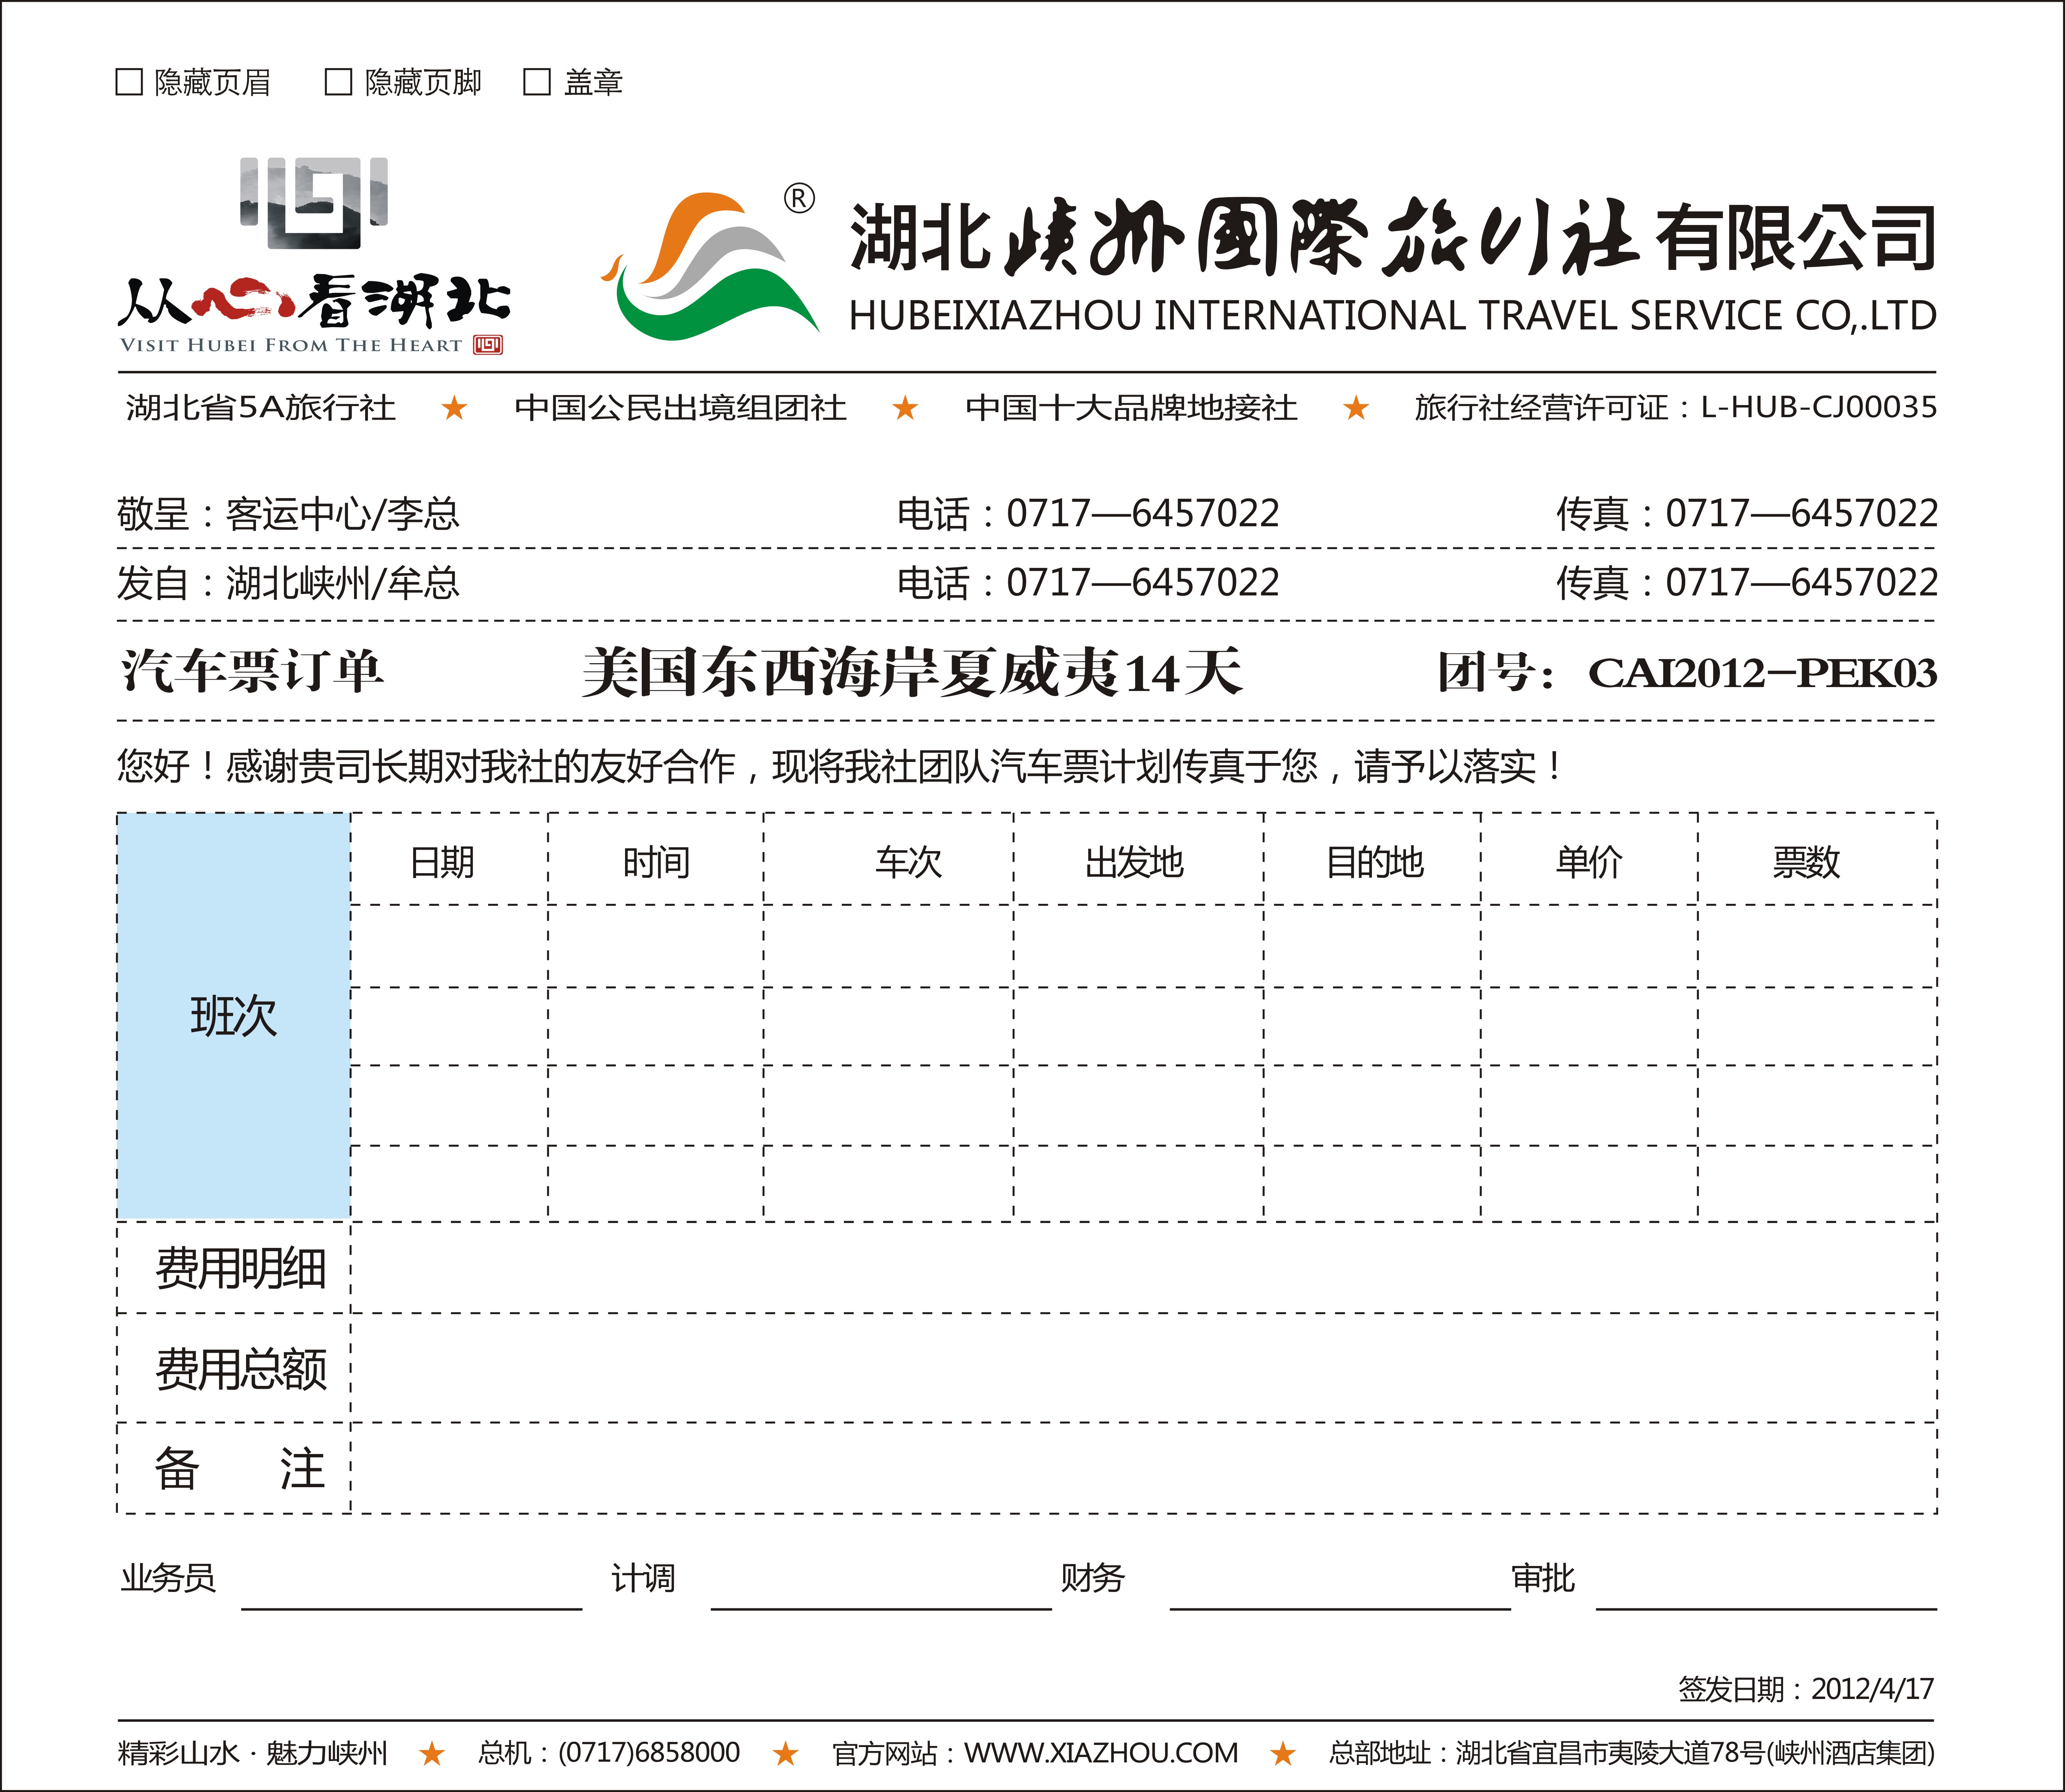 隐藏页眉 隐藏页脚 盖章
从心看湖北
VISIT HUBEI FROM THE HEART
®
湖北峡州國際旅行社有限公司
HUBEIXIAZHOU INTERNATIONAL TRAVEL SERVICE CO,.LTD
湖北省5A旅行社 ★ 中国公民出境组团社 ★ 中国十大品牌地接社 ★ 旅行社经营许可证：L-HUB-CJ00035
敬呈：客运中心/李总 电话：0717—6457022 传真：0717—6457022
发自：湖北峡州/牟总 电话：0717—6457022 传真：0717—6457022
汽车票订单 美国东西海岸夏威夷14天 团号：CAI2012-PEK03
您好！感谢贵司长期对我社的友好合作，现将我社团队汽车票计划传真于您，请予以落实！
日期 时间 车次 出发地 目的地 单价 票数
班次
费用明细
费用总额
备 注
业务员 计调 财务 审批
签发日期：2012/4/17
精彩山水·魅力峡州 ★ 总机：(0717)6858000 ★ 官方网站：WWW.XIAZHOU.COM ★ 总部地址：湖北省宜昌市夷陵大道78号(峡州酒店集团)